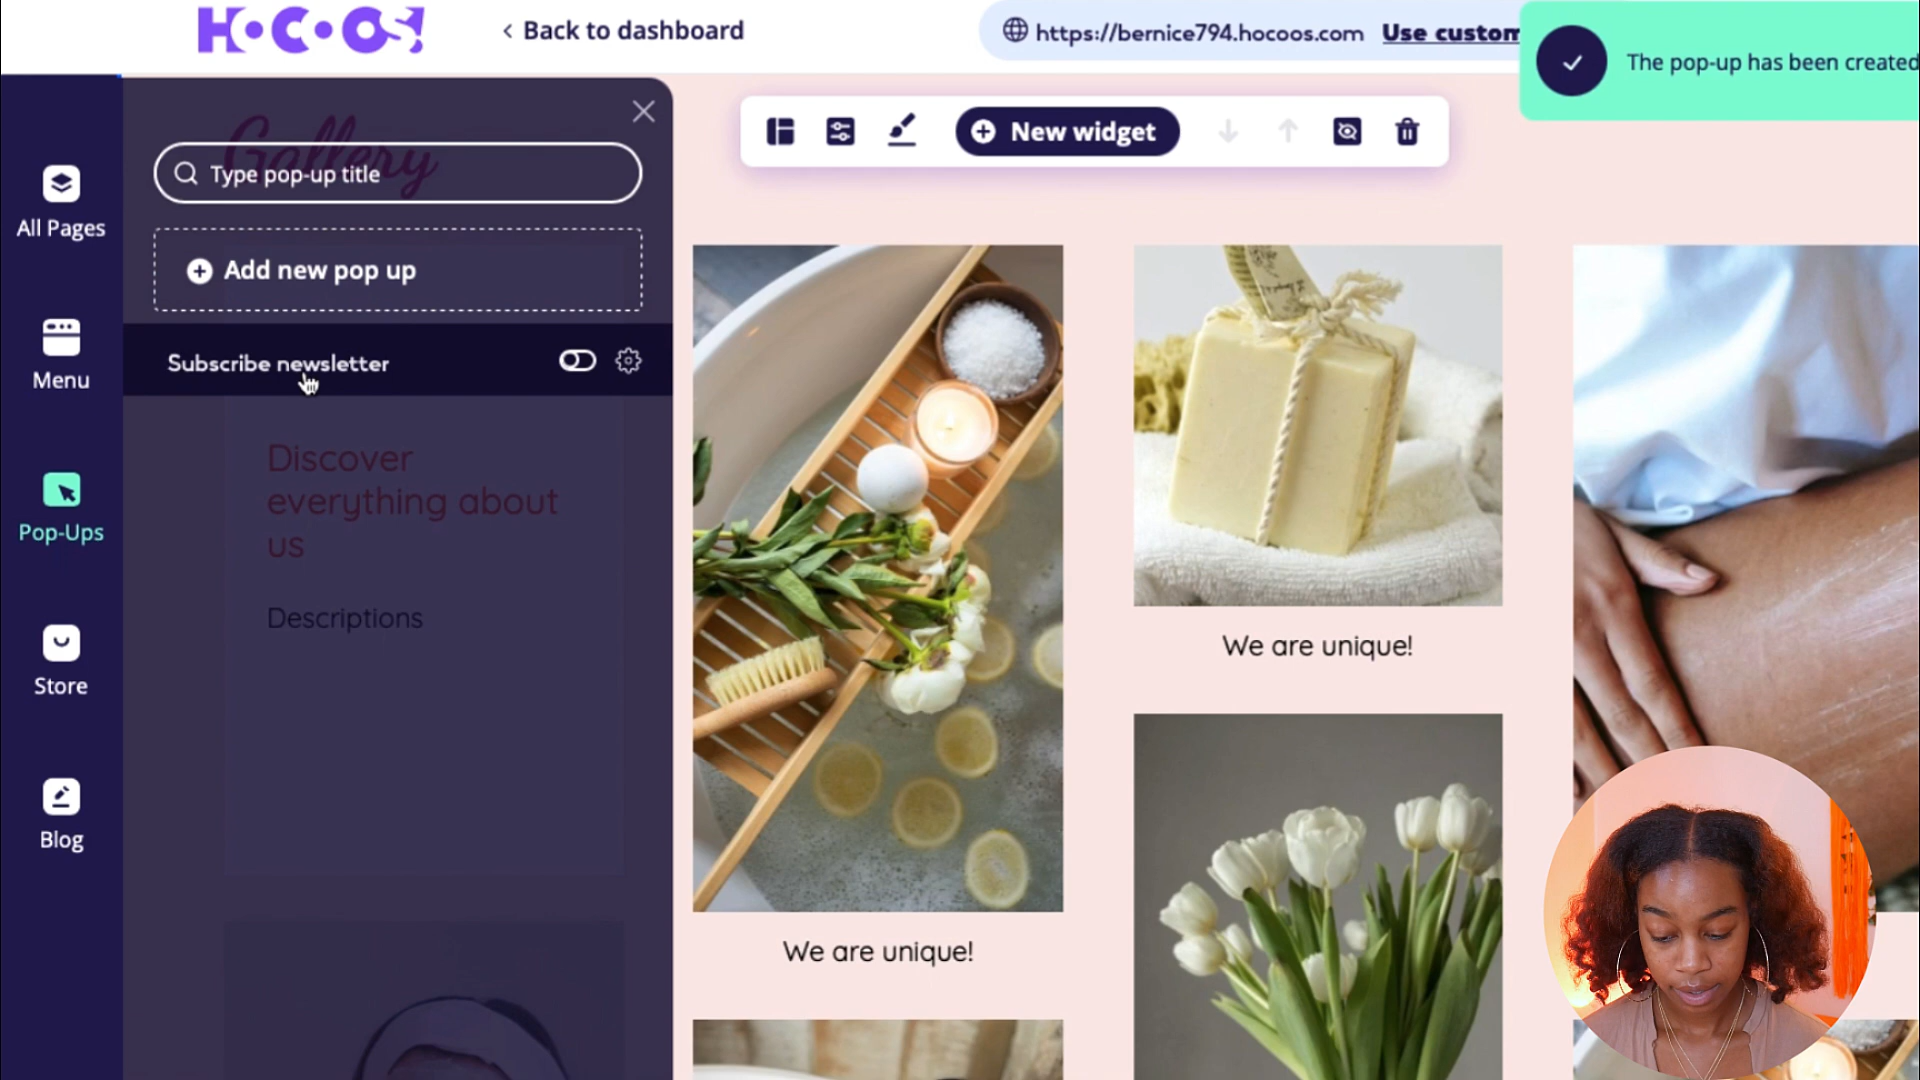 HOCOOS!
Back to dashboard
https://bernice794.hocoos.com Use custom
The pop-up has been created
Gallery
Type pop-up title
New widget
All Pages
Add new pop up
Subscribe newsletter
Menu
Discover
everything about
us
Pop-Ups
Descriptions
We are unique!
Store
Blog
We are unique!